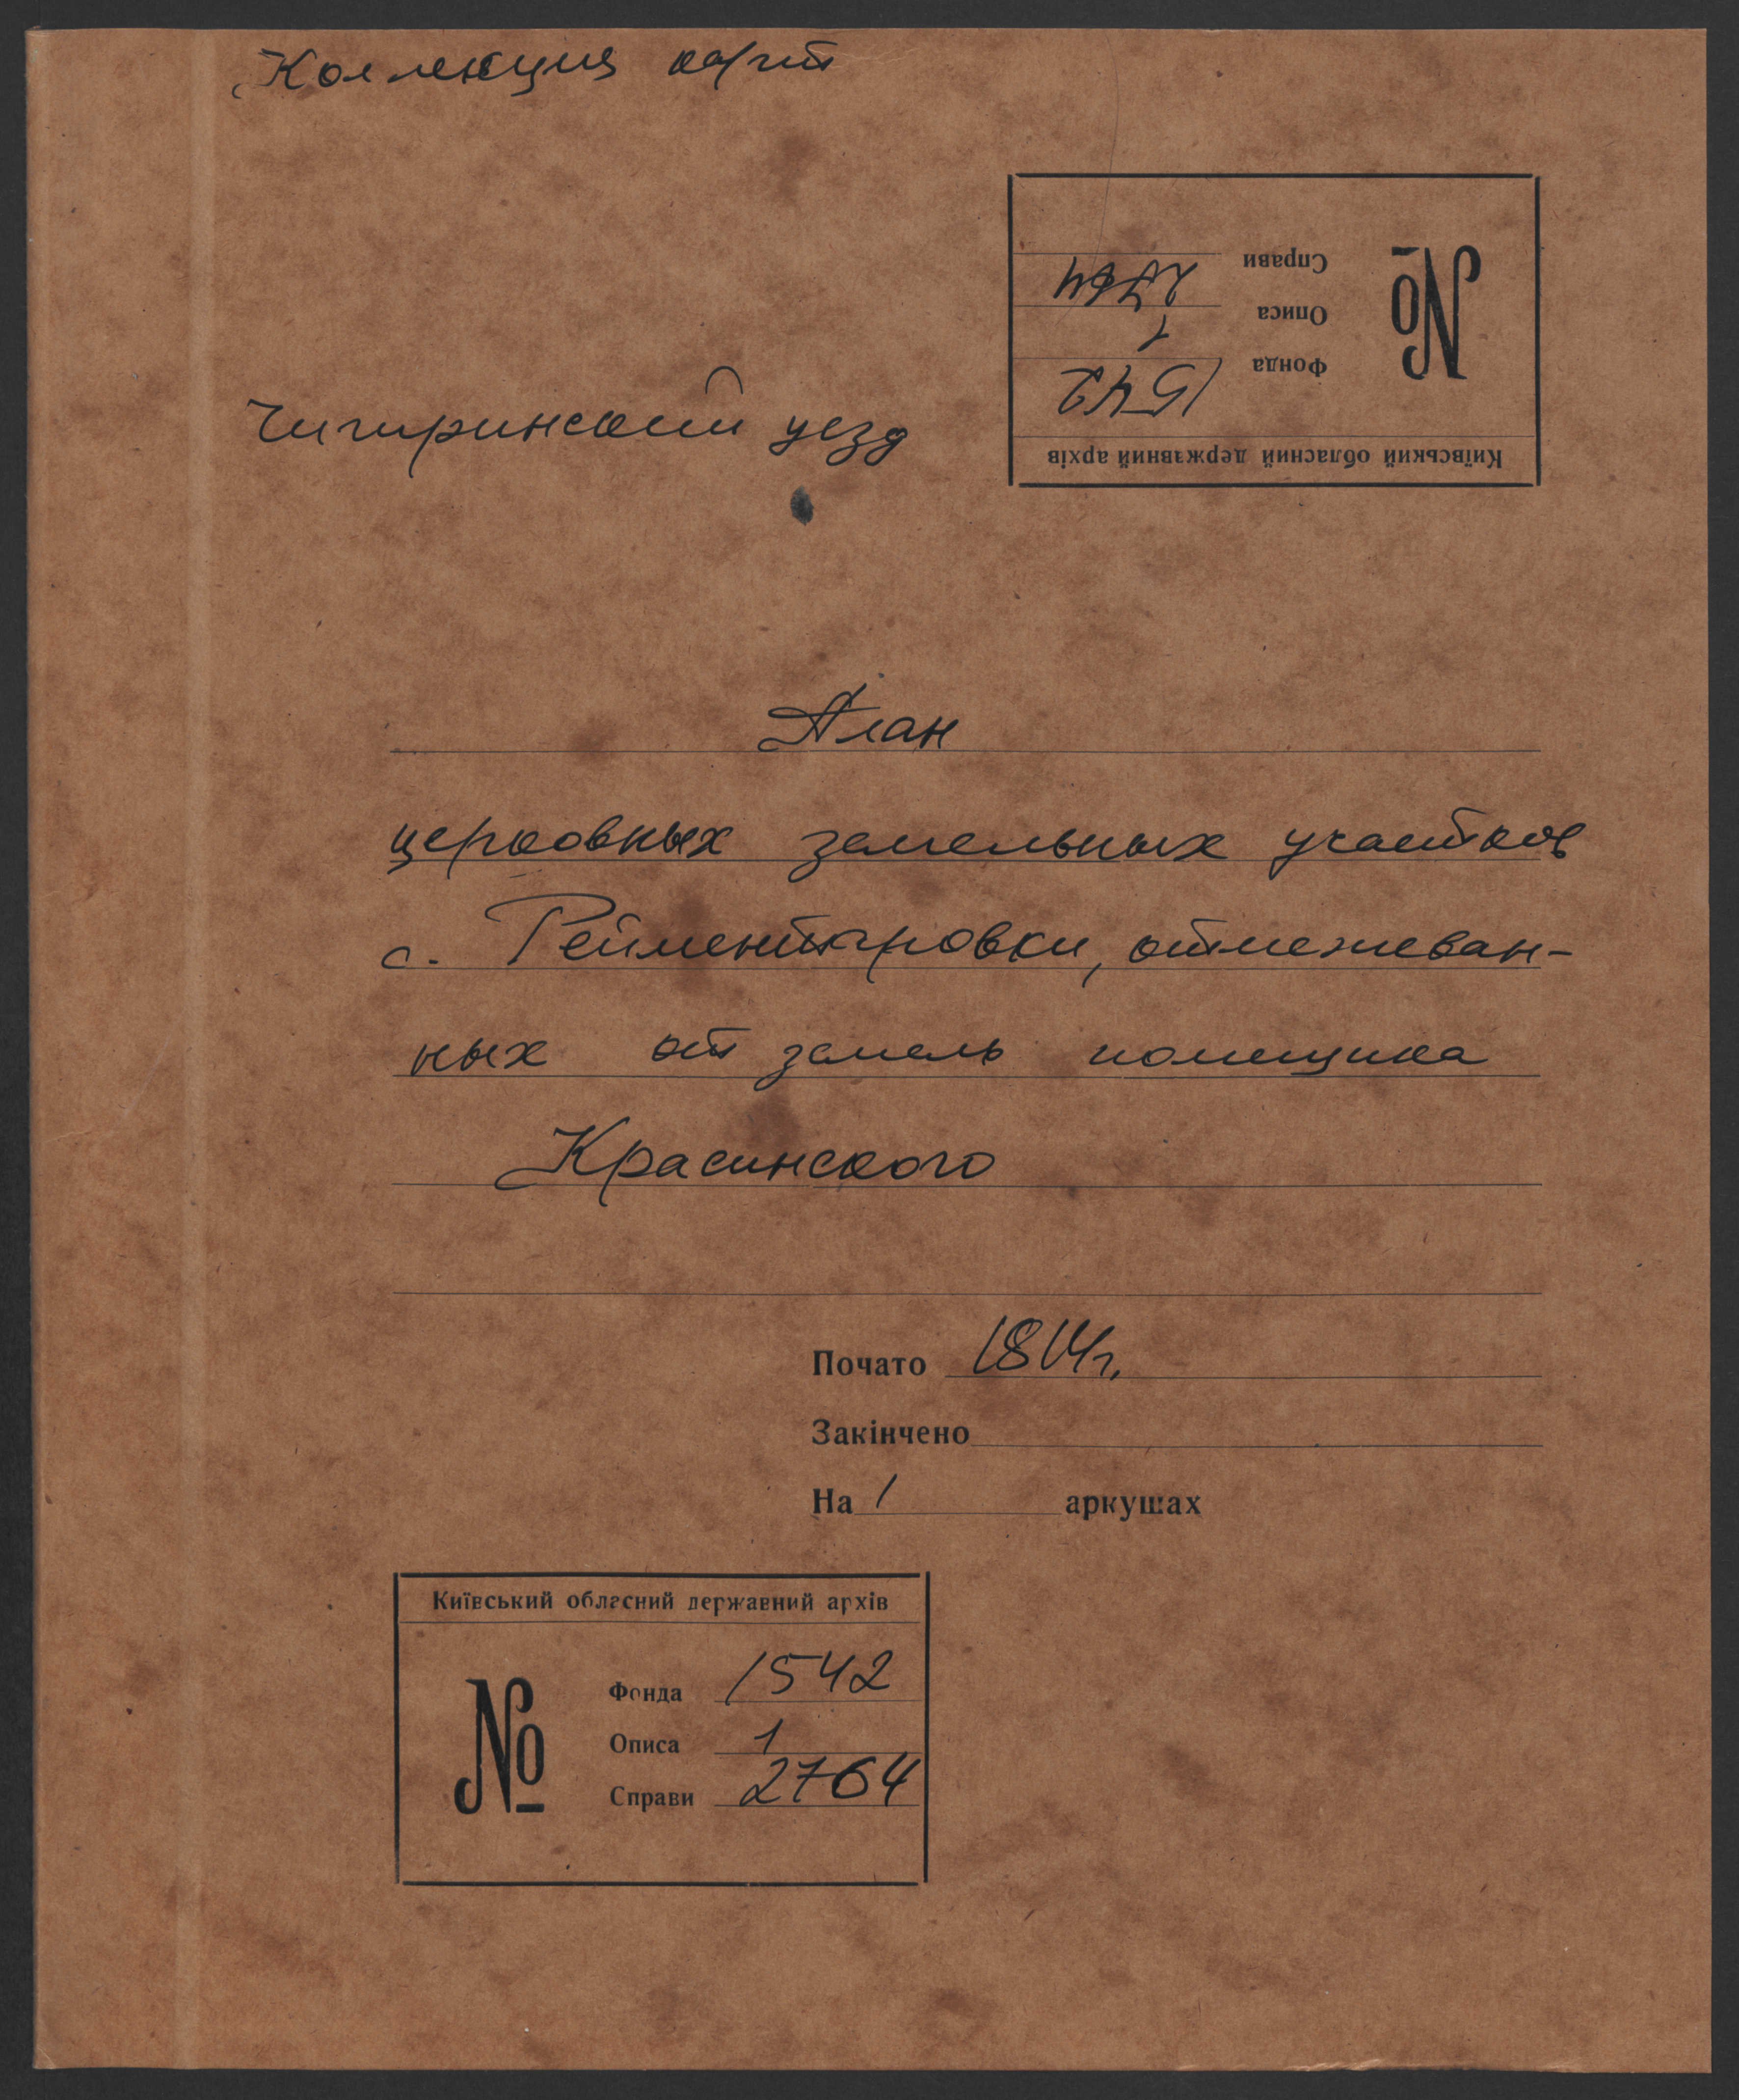 Коллекция карт
Справи
Описа 1
2764
Фонда 1542
№
Київський обласний державний архів
Чигиринский уезд
План
церковных земельных участков
с. Рейментаровки, отмежеван-
ных от земель помещика
Красинского
Почато 1814г.
Закінчено
На 1 аркушах
Київський обласний державний архів
№
Фонда 1542
Описа 1
Справи 2764